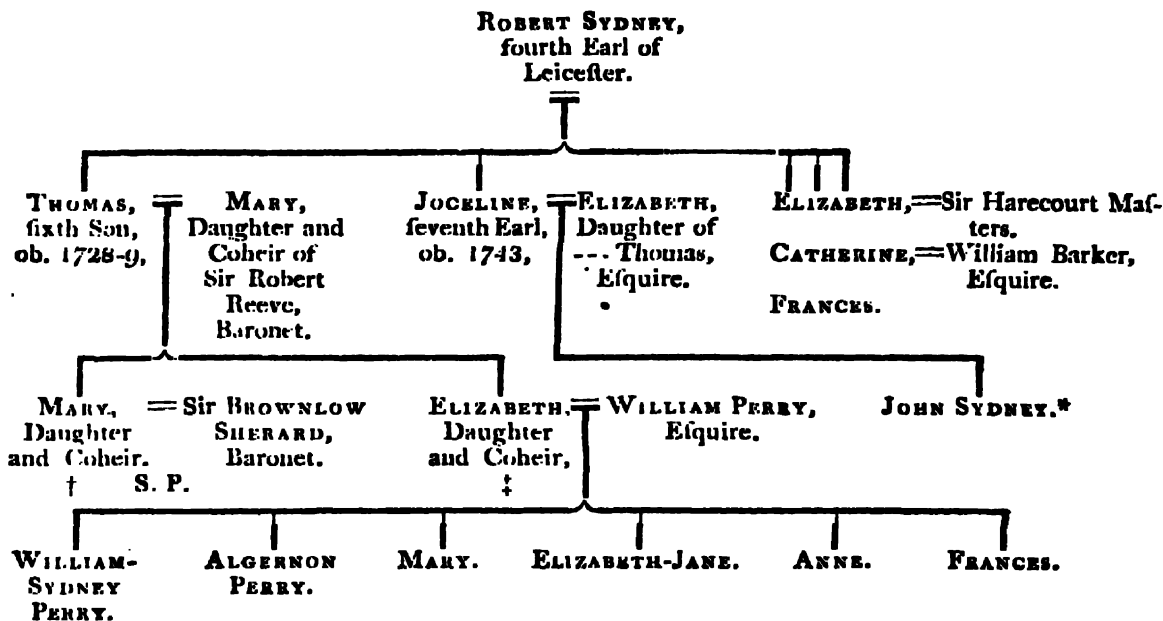 ROBERT SYDNEY,
fourth Earl of
Leiceſter.
THOMAS,
ſixth Son,
ob. 1728-9,
MARY,
Daughter and
Coheir of
Sir Robert
Reeve,
Baronet.
JOCELINE,
ſeventh Earl,
ob. 1743,
ELIZABETH,
Daughter of
--- Thomas,
Eſquire.
ELIZABETH,=Sir Harecourt Maſ-
ters.
CATHERINE,=William Barker,
Eſquire.
FRANCES.
MARY,
Daughter
and Coheir.
†
S. P.
=Sir BROWNLOW
SHERARD,
Baronet.
ELIZABETH,
Daughter
and Coheir,
‡
WILLIAM PERRY,
Eſquire.
JOHN SYDNEY.*
WILLIAM-
SYDNEY
PERRY.
ALGERNON
PERRY.
MARY.
ELIZABETH-JANE.
ANNE.
FRANCES.